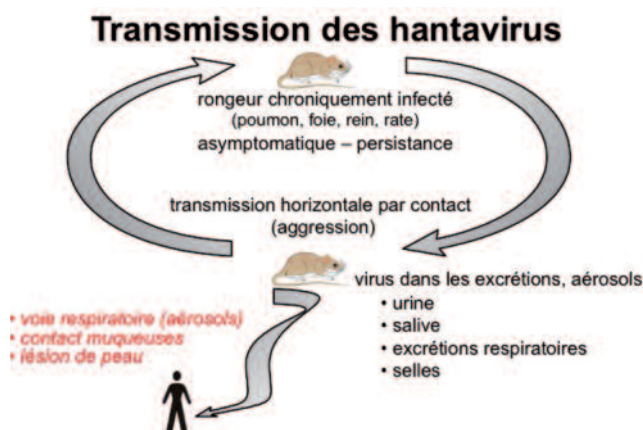 Transmission des hantavirus
rongeur chroniquement infecté
(poumon, foie, rein, rate)
asymptomatique – persistance
transmission horizontale par contact
(aggression)
virus dans les excrétions, aérosols
• urine
• salive
• excrétions respiratoires
• selles
• voie respiratoire (aérosols)
• contact muqueuses
• lésion de peau